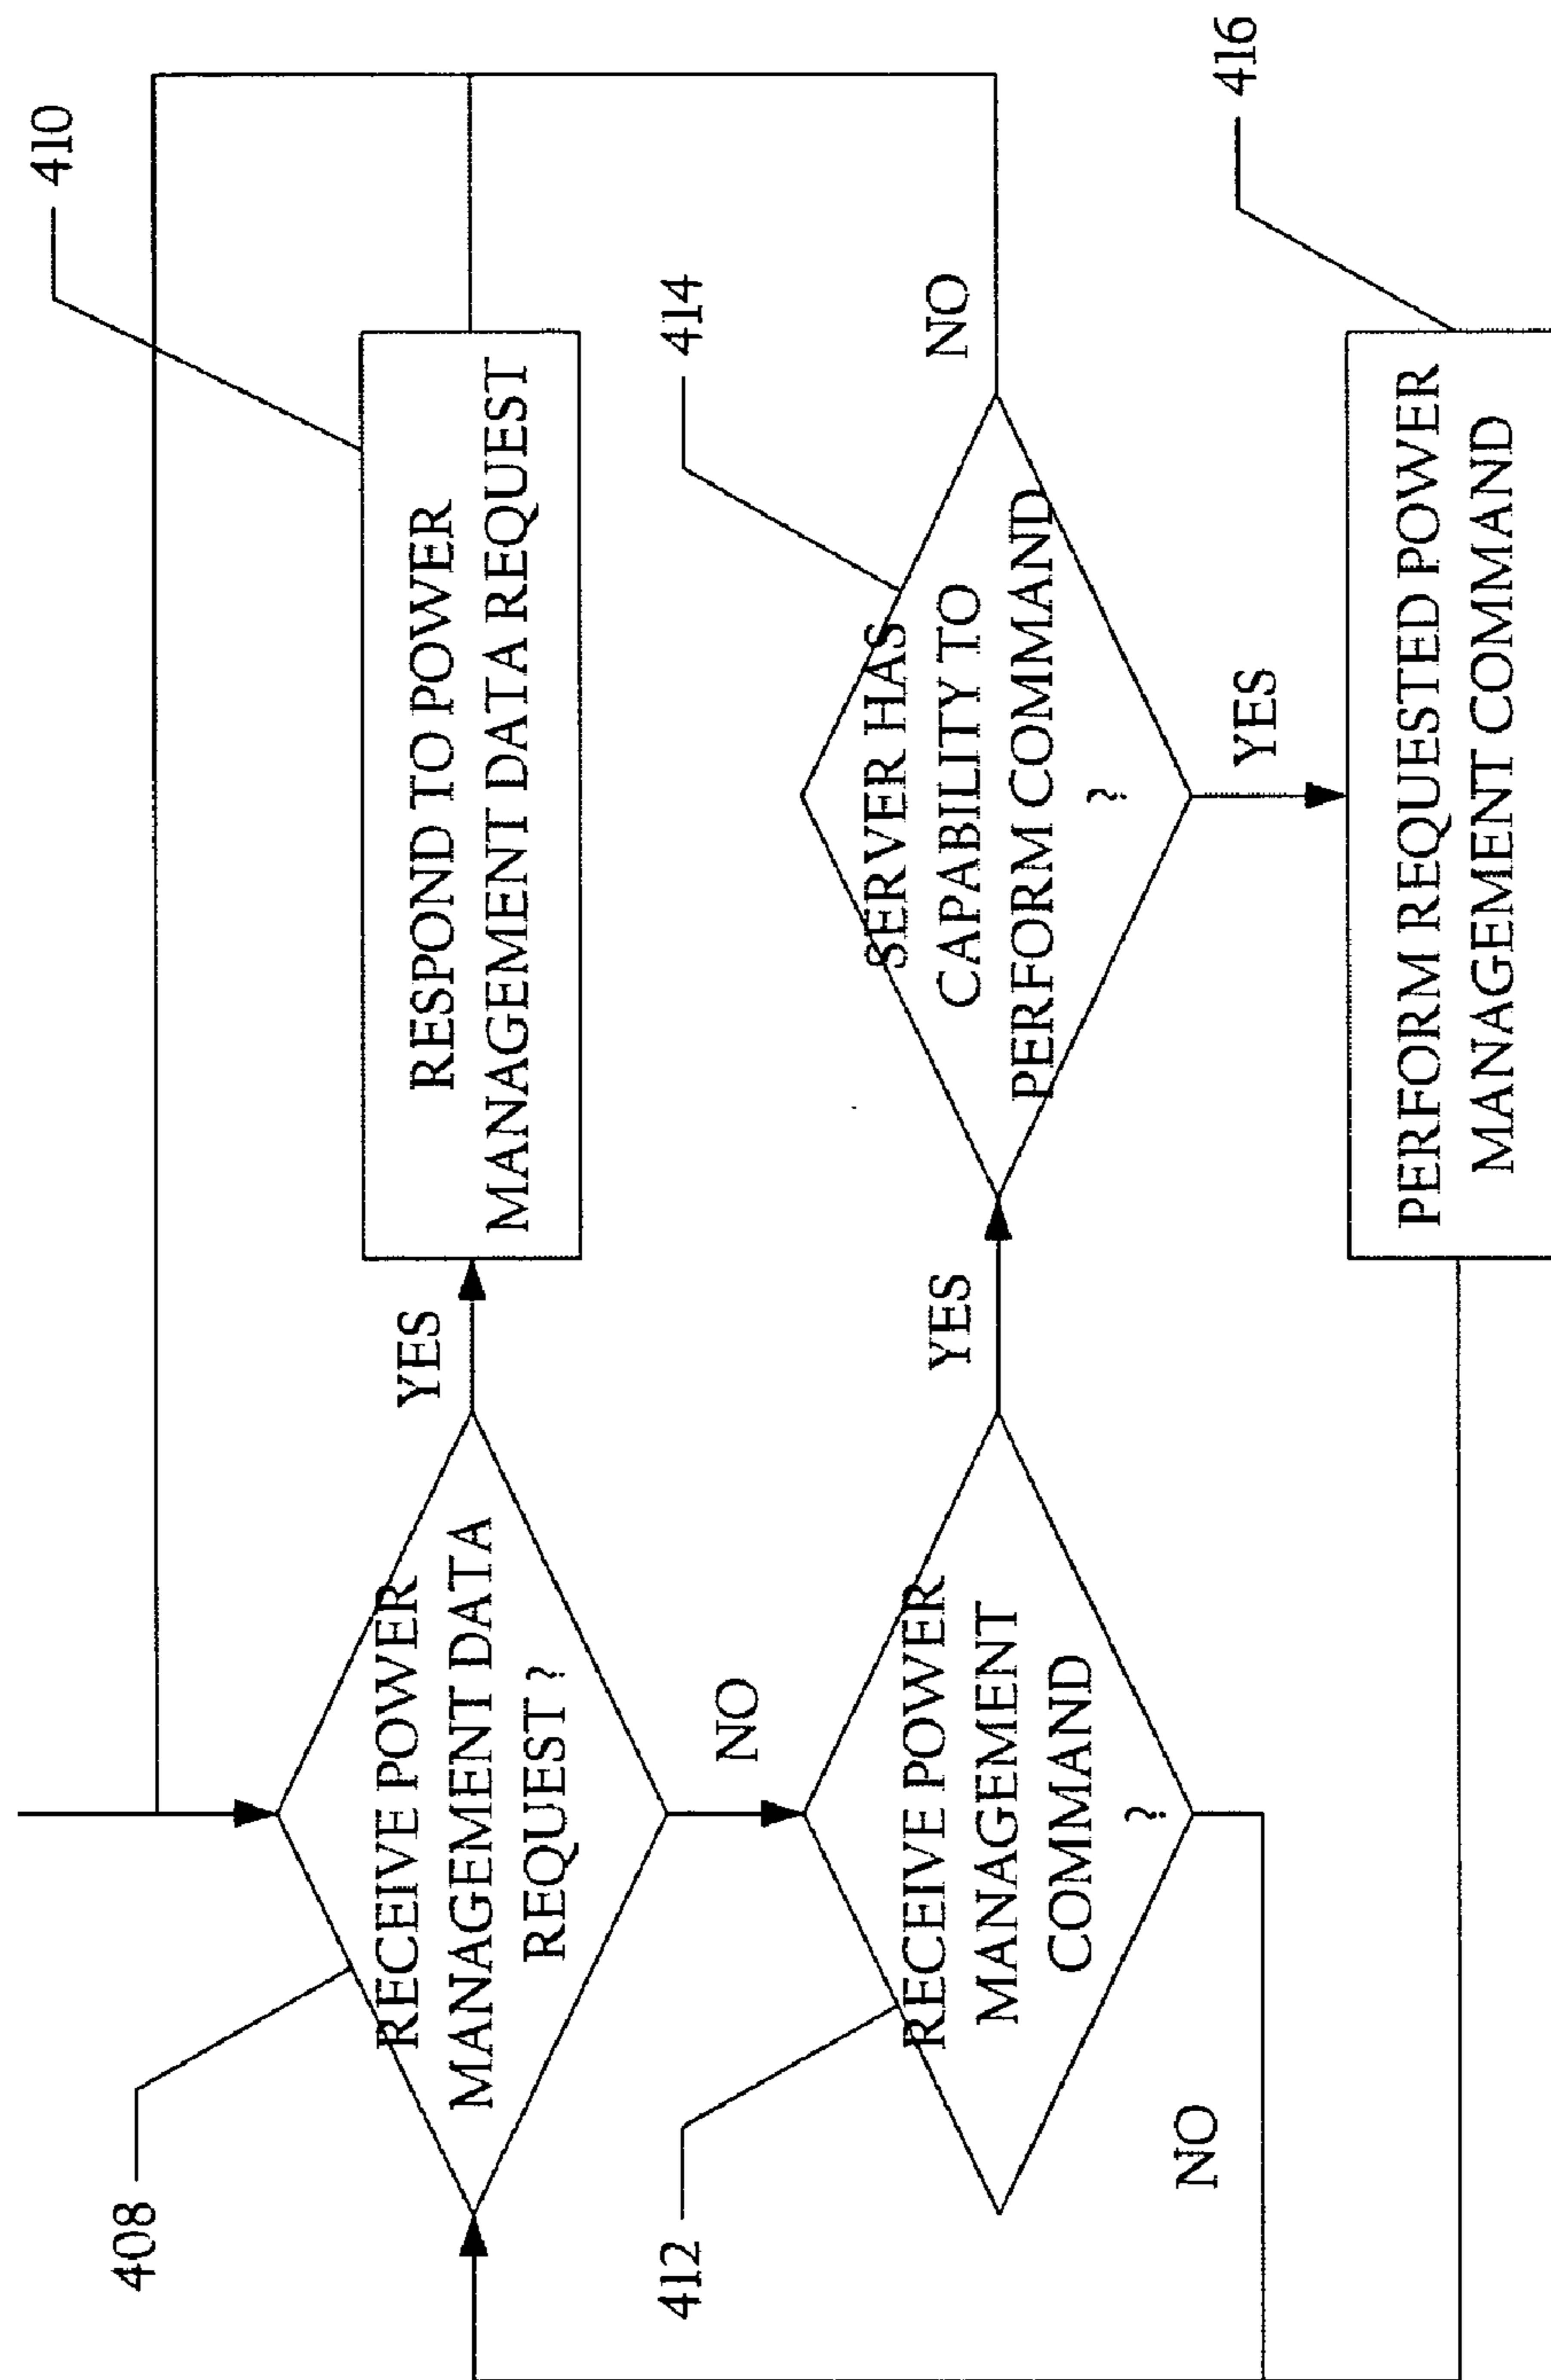 410
408
RECEIVE POWER
MANAGEMENT DATA
REQUEST ?
YES
RESPOND TO POWER
MANAGEMENT DATA REQUEST
NO
412
414
RECEIVE POWER
MANAGEMENT
COMMAND
?
YES
SERVER HAS
CAPABILITY TO
PERFORM COMMAND
?
NO
NO
YES
416
PERFORM REQUESTED POWER
MANAGEMENT COMMAND